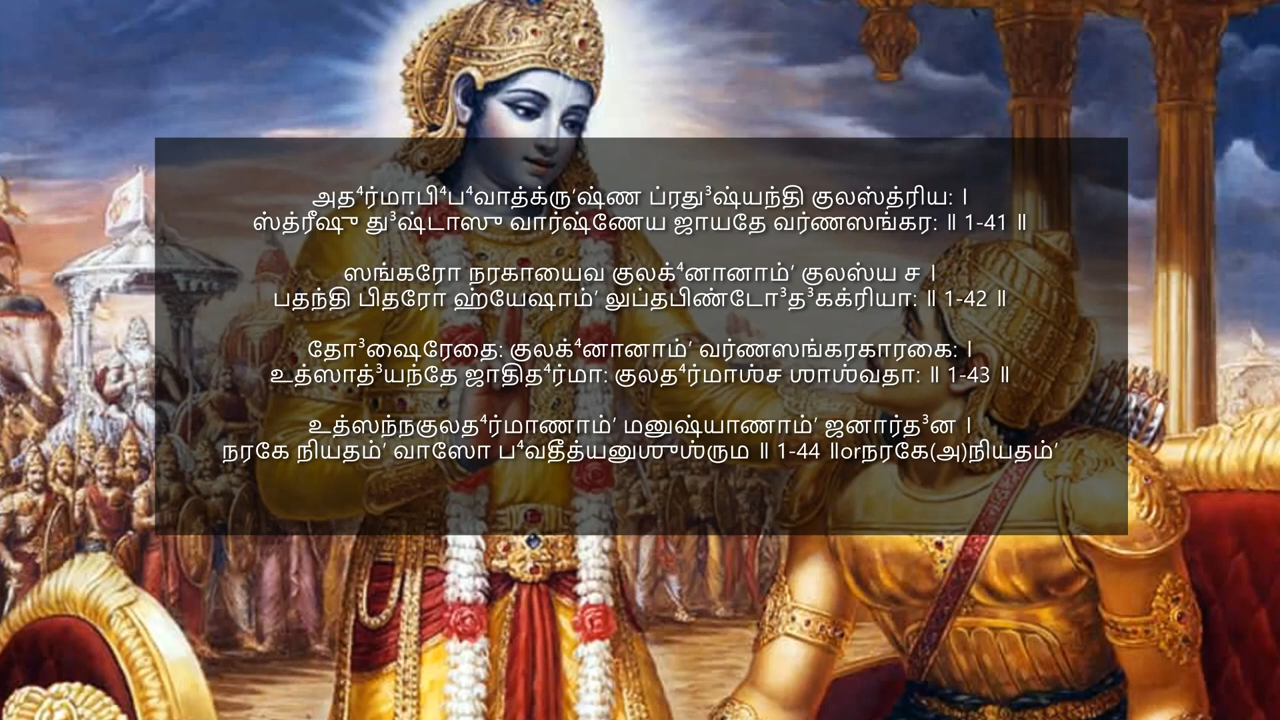 அத⁴ர்மாபி⁴ப⁴வாத்க்ரு’ஷ்ண ப்ரது³ஷ்யந்தி குலஸ்த்ரிய: ।
ஸ்த்ரீஷு து³ஷ்டாஸு வார்ஷ்ணேய ஜாயதே வர்ணஸங்கர: ॥ 1-41 ॥
ஸங்கரோ நரகாயைவ குலக்⁴னானாம்’ குலஸ்ய ச ।
பதந்தி பிதரோ ஹ்யேஷாம்’ லுப்தபிண்டோ³த³கக்ரியா: ॥ 1-42 ॥
தோ³ஷைரேதை: குலக்⁴னானாம்’ வர்ணஸங்கரகாரகை: ।
உத்ஸாத்³யந்தே ஜாதித⁴ர்மா: குலத⁴ர்மாஶ்ச ஶாஶ்வதா: ॥ 1-43 ॥
உத்ஸந்நகுலத⁴ர்மாணாம்’ மனுஷ்யாணாம்’ ஜனார்த³ன ।
நரகே நியதம்’ வாஸோ ப⁴வதீத்யனுஶுஶ்ரும ॥ 1-44 ॥orநரகே(அ)நியதம்’